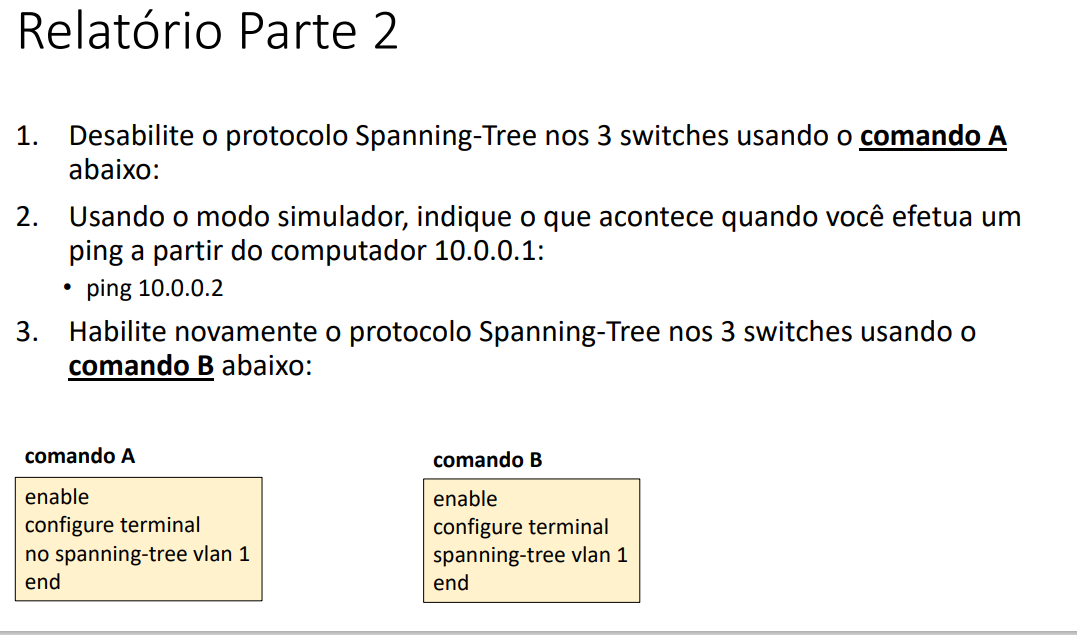 Relatório Parte 2
1. Desabilite o protocolo Spanning-Tree nos 3 switches usando o comando A
abaixo:
2. Usando o modo simulador, indique o que acontece quando você efetua um
ping a partir do computador 10.0.0.1:
• ping 10.0.0.2
3. Habilite novamente o protocolo Spanning-Tree nos 3 switches usando o
comando B abaixo:
comando A
enable
configure terminal
no spanning-tree vlan 1
end
comando B
enable
configure terminal
spanning-tree vlan 1
end